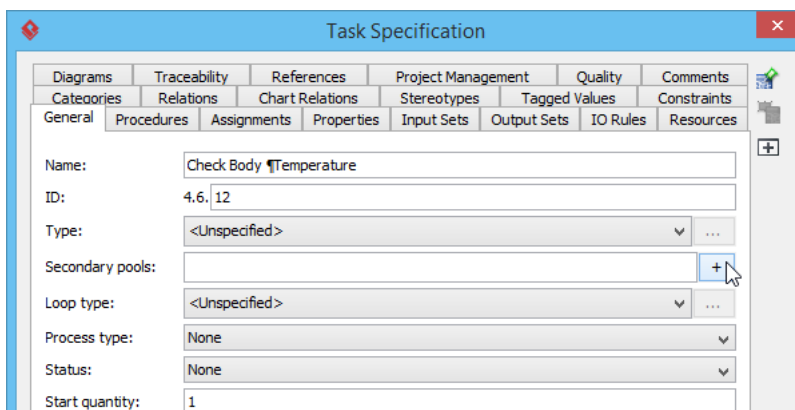 Task Specification
Diagrams Traceability References Project Management Quality Comments
Categories Relations Chart Relations Stereotypes Tagged Values Constraints
General Procedures Assignments Properties Input Sets Output Sets IO Rules Resources
Name: Check Body ¶Temperature
ID: 4.6. 12
Type: <Unspecified> ...
Secondary pools: +
Loop type: <Unspecified> ...
Process type: None
Status: None
Start quantity: 1